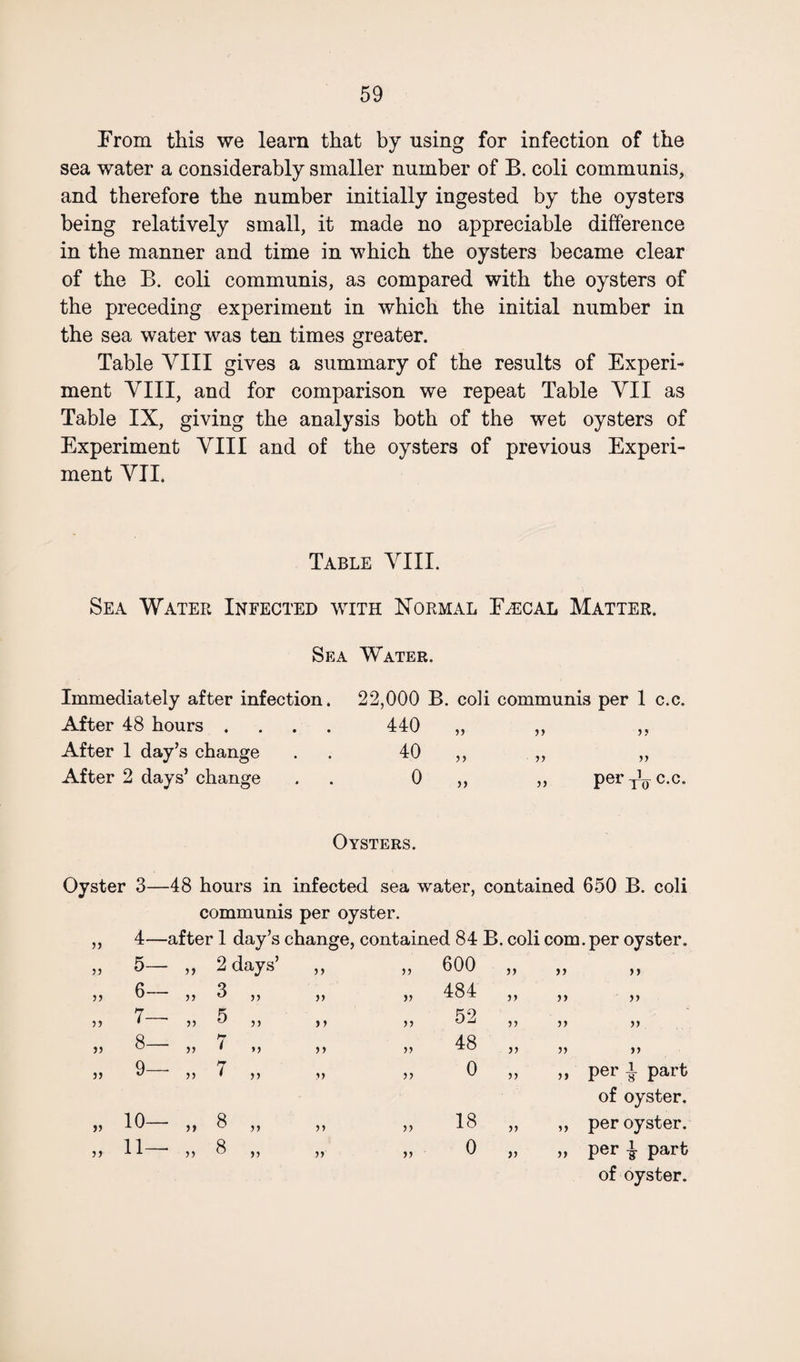 59
From this we learn that by using for infection of the
sea water a considerably smaller number of B. coli communis,
and therefore the number initially ingested by the oysters
being relatively small, it made no appreciable difference
in the manner and time in which the oysters became clear
of the B. coli communis, as compared with the oysters of
the preceding experiment in which the initial number in
the sea water was ten times greater.
Table VIII gives a summary of the results of Experi-
ment VIII, and for comparison we repeat Table VII as
Table IX, giving the analysis both of the wet oysters of
Experiment VIII and of the oysters of previous Experi-
ment VII.
Table VIII.
Sea Water Infected with Normal Fæcal Matter.
Sea Water.
Immediately after infection. 22,000 B. coli communis per 1 c.c.
After 48 hours . . . . 440 „ „ „
After 1 day’s change . . 40 „ „ „
After 2 days’ change . . 0 „ „ per 1/10 c.c.
Oysters.
Oyster 3—48 hours in infected sea water, contained 650 B. coli
communis per oyster.
„ 4—after 1 day’s change, contained 84 B. coli com. per oyster.
„ 5— „ 2 days’ „ „ 600 „ „ „
„ 6— „ 3 „ „ „ 484 „ „ „
„ 7— „ 5 „ „ „ 52 „ „ „
„ 8— „ 7 „ „ „ 48 „ „ „
„ 9— „ 7 „ „ „ 0 „ „ per 1/8 part
of oyster.
„ 10— „ 8 „ „ „ 18 „ „ per oyster.
„ 11— „ 8 „ „ „ 0 „ „ per 1/8 part
of oyster.